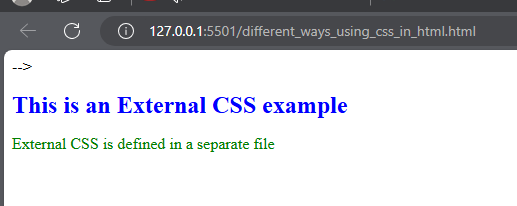 127.0.0.1:5501/different_ways_using_css_in_html.html
-->
This is an External CSS example
External CSS is defined in a separate file